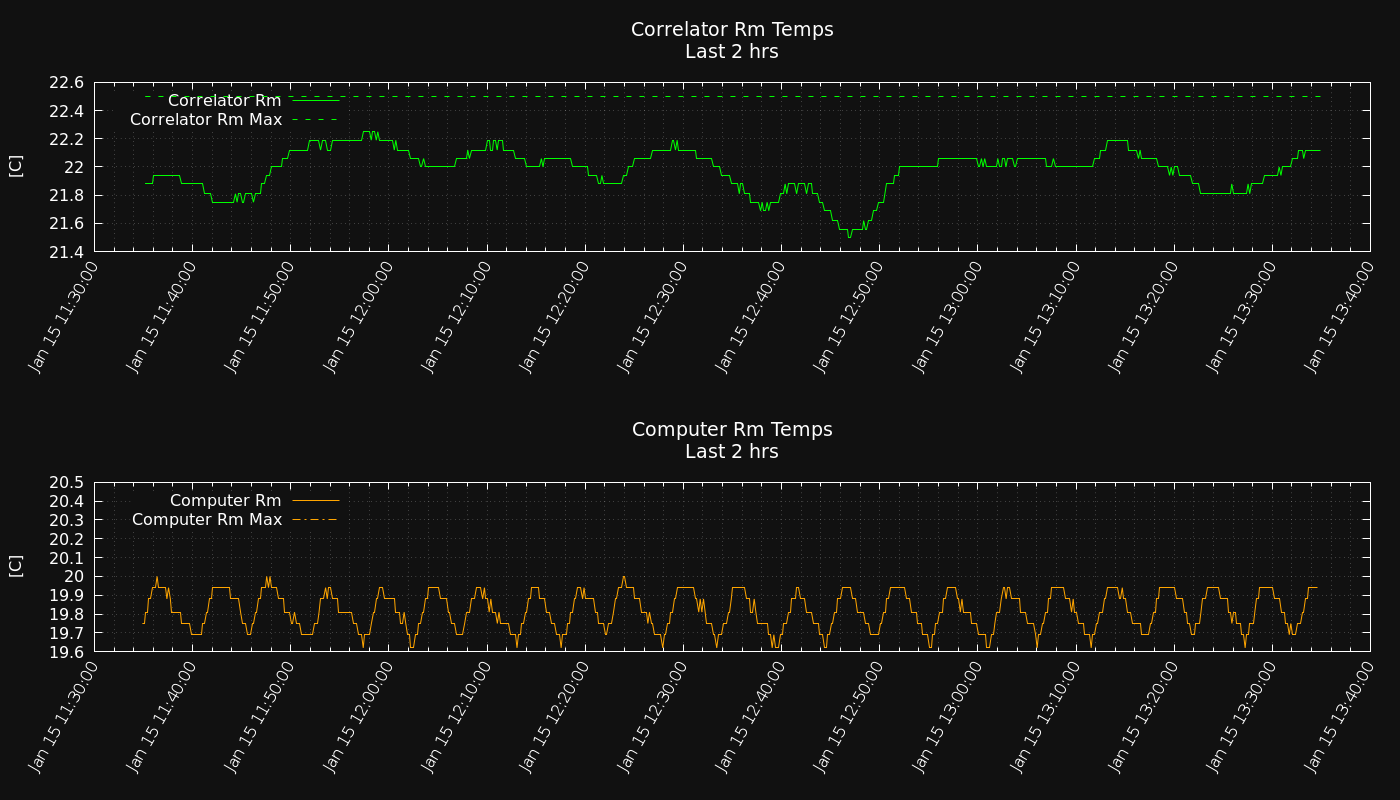 Correlator Rm Temps
Last 2 hrs
22.6
22.4
22.2
22
21.8
21.6
21.4
[C]
Correlator Rm
Correlator Rm Max
Jan 15 11:30:00
Jan 15 11:40:00
Jan 15 11:50:00
Jan 15 12:00:00
Jan 15 12:10:00
Jan 15 12:20:00
Jan 15 12:30:00
Jan 15 12:40:00
Jan 15 12:50:00
Jan 15 13:00:00
Jan 15 13:10:00
Jan 15 13:20:00
Jan 15 13:30:00
Jan 15 13:40:00
Computer Rm Temps
Last 2 hrs
20.5
20.4
20.3
20.2
20.1
20
19.9
19.8
19.7
19.6
[C]
Computer Rm
Computer Rm Max
Jan 15 11:30:00
Jan 15 11:40:00
Jan 15 11:50:00
Jan 15 12:00:00
Jan 15 12:10:00
Jan 15 12:20:00
Jan 15 12:30:00
Jan 15 12:40:00
Jan 15 12:50:00
Jan 15 13:00:00
Jan 15 13:10:00
Jan 15 13:20:00
Jan 15 13:30:00
Jan 15 13:40:00